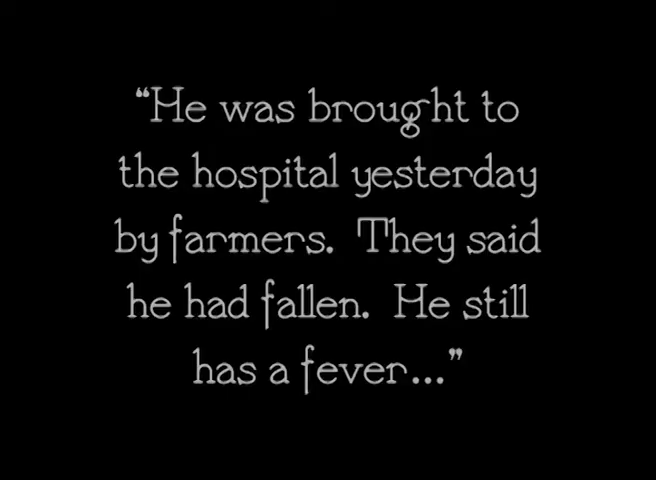 “He was brought to
the hospital yesterday
by farmers. They said
he had fallen. He still
has a fever...”